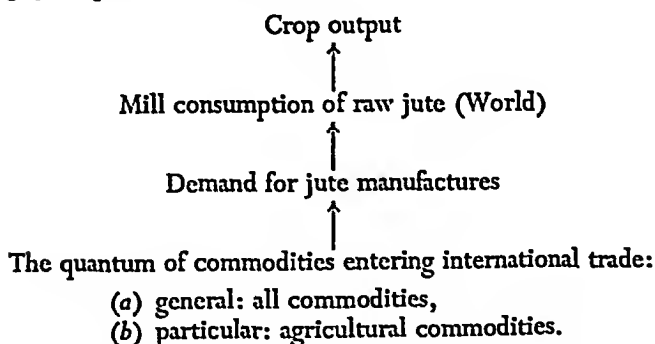 Crop output
Mill consumption of raw jute (World)
Demand for jute manufactures
The quantum of commodities entering international trade:
(a) general: all commodities,
(b) particular: agricultural commodities.